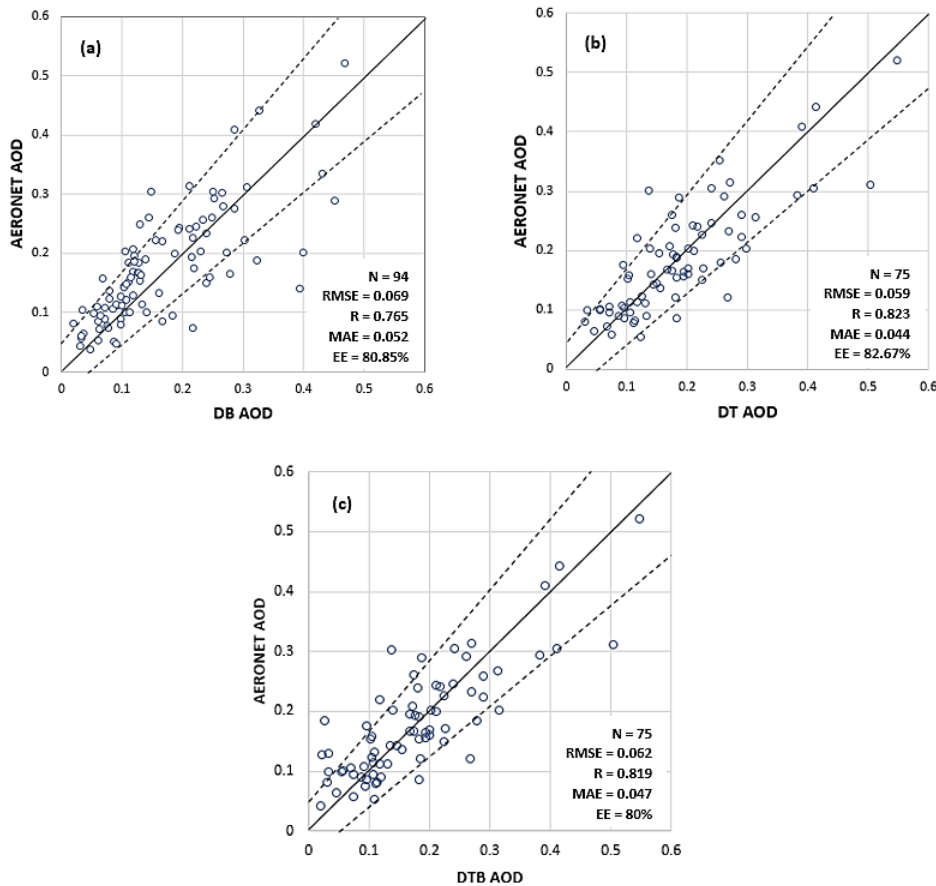 (a)
AERONET AOD
0.6
0.5
0.4
0.3
0.2
0.1
0
N = 94
RMSE = 0.069
R = 0.765
MAE = 0.052
EE = 80.85%
0 0.1 0.2 0.3 0.4 0.5 0.6
DB AOD
(b)
AERONET AOD
0.6
0.5
0.4
0.3
0.2
0.1
0
N = 75
RMSE = 0.059
R = 0.823
MAE = 0.044
EE = 82.67%
0 0.1 0.2 0.3 0.4 0.5 0.6
DT AOD
(c)
AERONET AOD
0.6
0.5
0.4
0.3
0.2
0.1
0
N = 75
RMSE = 0.062
R = 0.819
MAE = 0.047
EE = 80%
0 0.1 0.2 0.3 0.4 0.5 0.6
DTB AOD